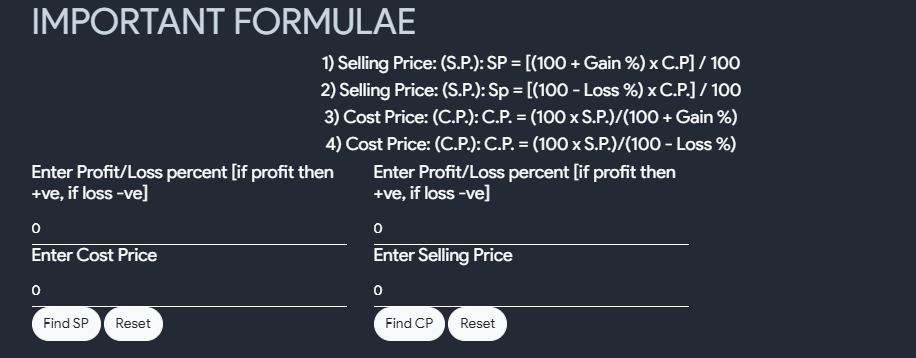 IMPORTANT FORMULAE
1) Selling Price: (S.P.): SP = [(100 + Gain %) x C.P] / 100
2) Selling Price: (S.P.): Sp = [(100 - Loss %) x C.P.] / 100
3) Cost Price: (C.P.): C.P. = (100 x S.P.)/(100 + Gain %)
4) Cost Price: (C.P.): C.P. = (100 x S.P.)/(100 - Loss %)
Enter Profit/Loss percent [if profit then
+ve, if loss -ve]
0
Enter Cost Price
0
Find SP Reset
Enter Profit/Loss percent [if profit then
+ve, if loss -ve]
0
Enter Selling Price
0
Find CP Reset